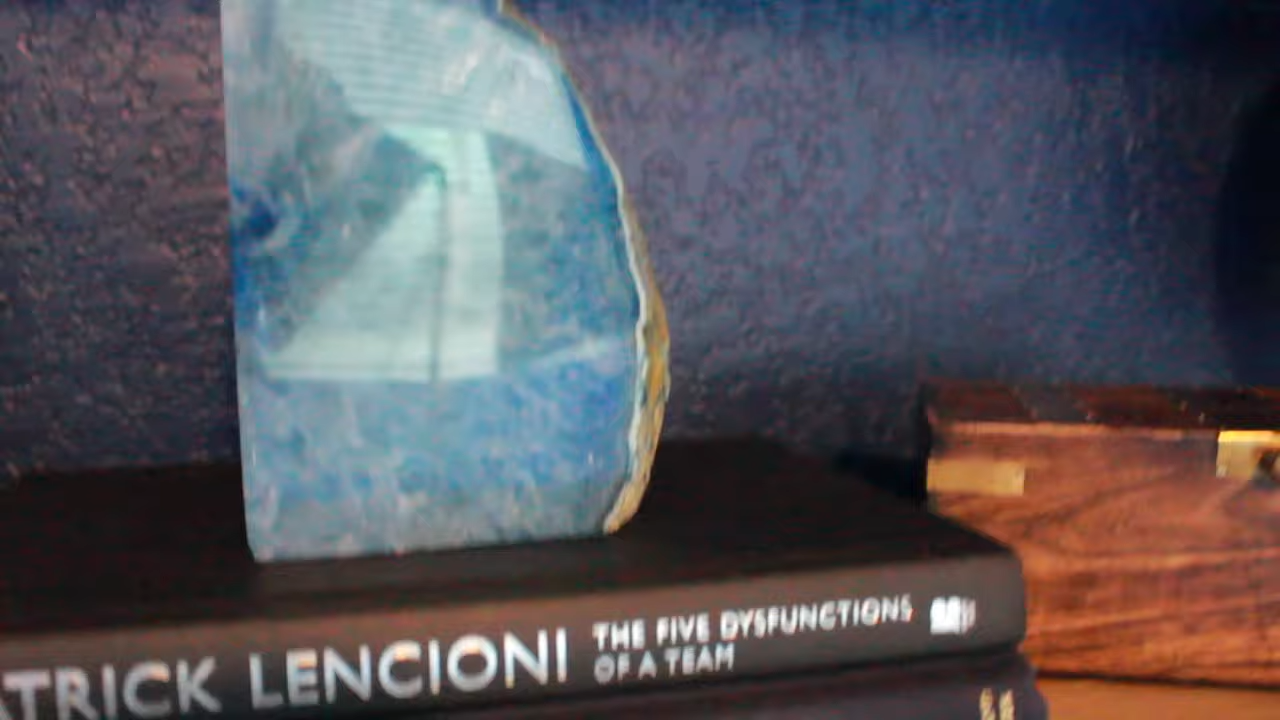 ATRICK LENCIONI
THE FIVE DYSFUNCTIONS
OF A TEAM